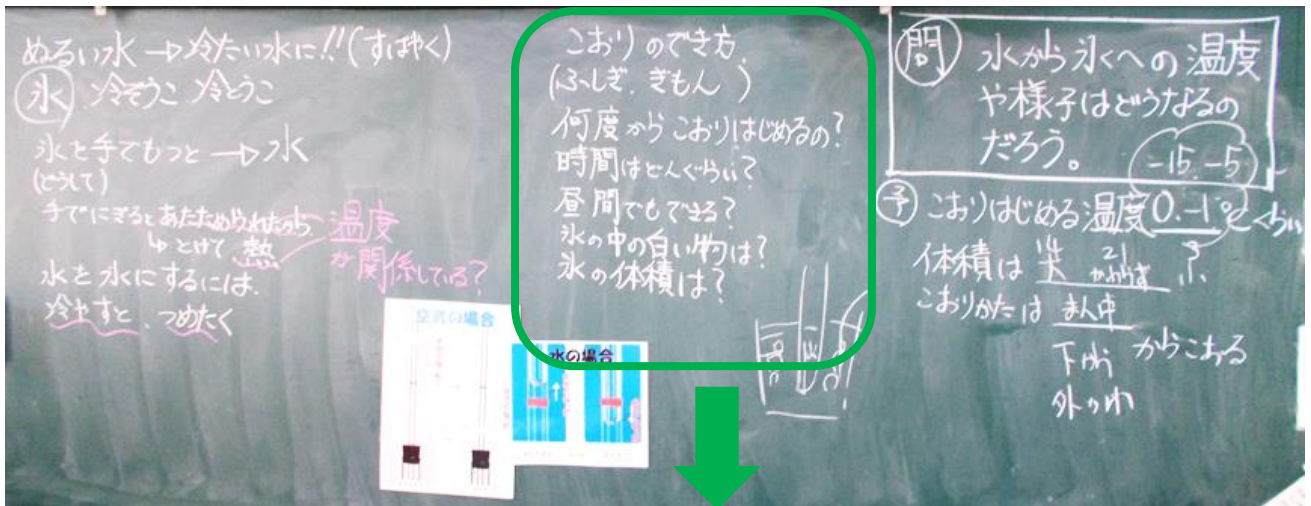 ぬるい水→冷たい水に!!(すばやく)
氷 冷ぞうこ 冷とうこ
氷を手でもつと→水
(どうして)
手でにぎるとあたためられたから
↳とけて 熱
温度
が関係している?
水を氷にするには
冷やすと、つめたく
空気の場合
水の場合
こおりのでき方
(ふしぎ、ぎもん )
何度からこおりはじめるの?
時間はどんぐらい?
昼間でもできる?
氷の中の白い物は?
氷の体積は?
問 水から氷への温度
や様子はどうなるの
だろう。
-15 -5
予 こおりはじめる温度0.-1℃くらい
体積は ?
こおりかたは まん中
からこおる
下から
外から